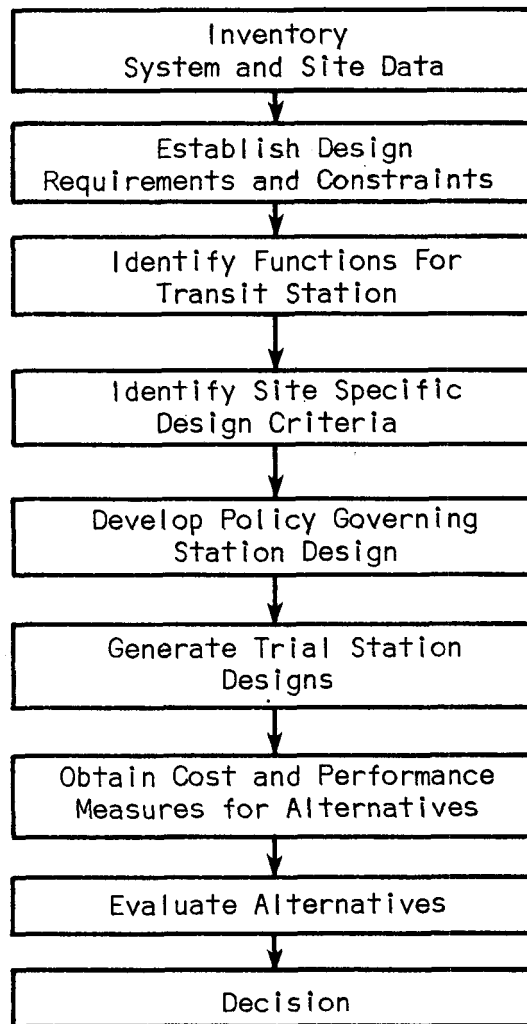 Inventory
System and Site Data
Establish Design
Requirements and Constraints
Identify Functions For
Transit Station
Identify Site Specific
Design Criteria
Develop Policy Governing
Station Design
Generate Trial Station
Designs
Obtain Cost and Performance
Measures for Alternatives
Evaluate Alternatives
Decision